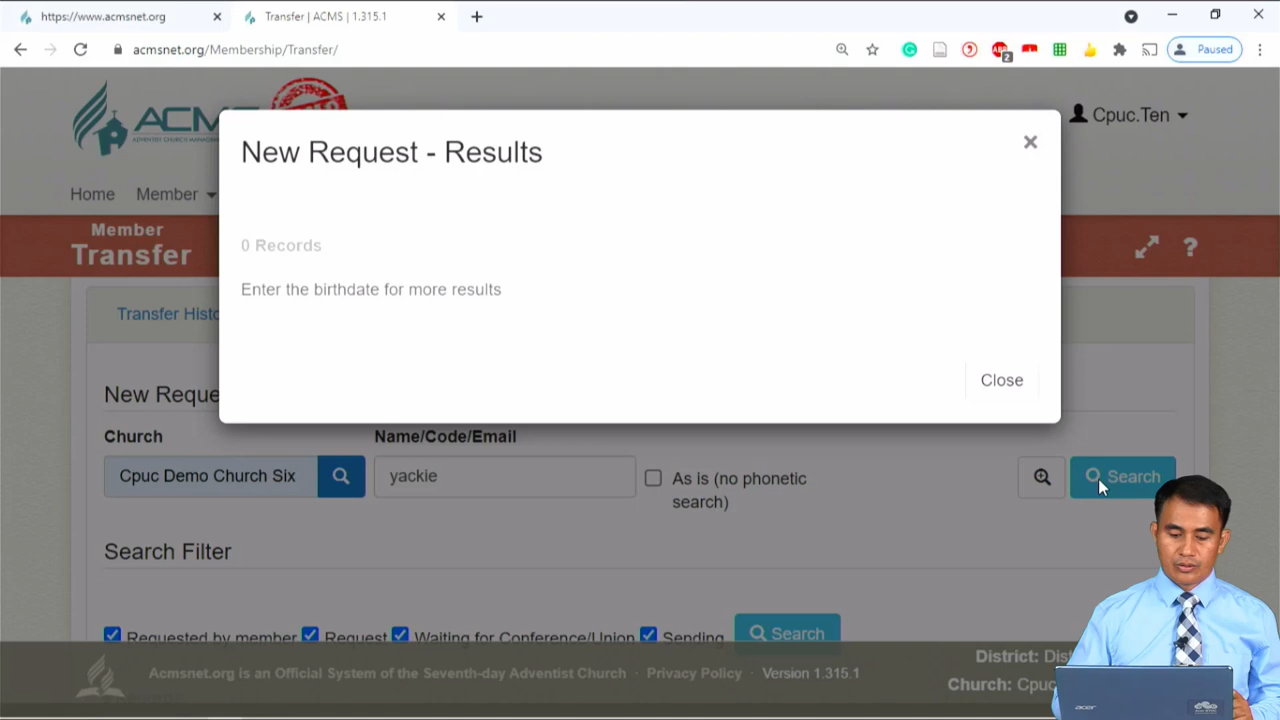 https://www.acmsnet.org
Transfer | ACMS | 1.315.1
acmsnet.org/Membership/Transfer/
2
Paused
ACMS
Cpuc.Ten
New Request - Results
Home Member
Member
Transfer
?
0 Records
Enter the birthdate for more results
Transfer Histo
Close
New Reque
Church
Name/Code/Email
Cpuc Demo Church Six
yackie
As is (no phonetic
search)
Search
Search Filter
Requested by member Request Waiting for Conference/Union Sending
Search
Acmsnet.org is an Official System of the Seventh-day Adventist Church · Privacy Policy · Version 1.315.1
District: Dis
Church: Cpuc
acer